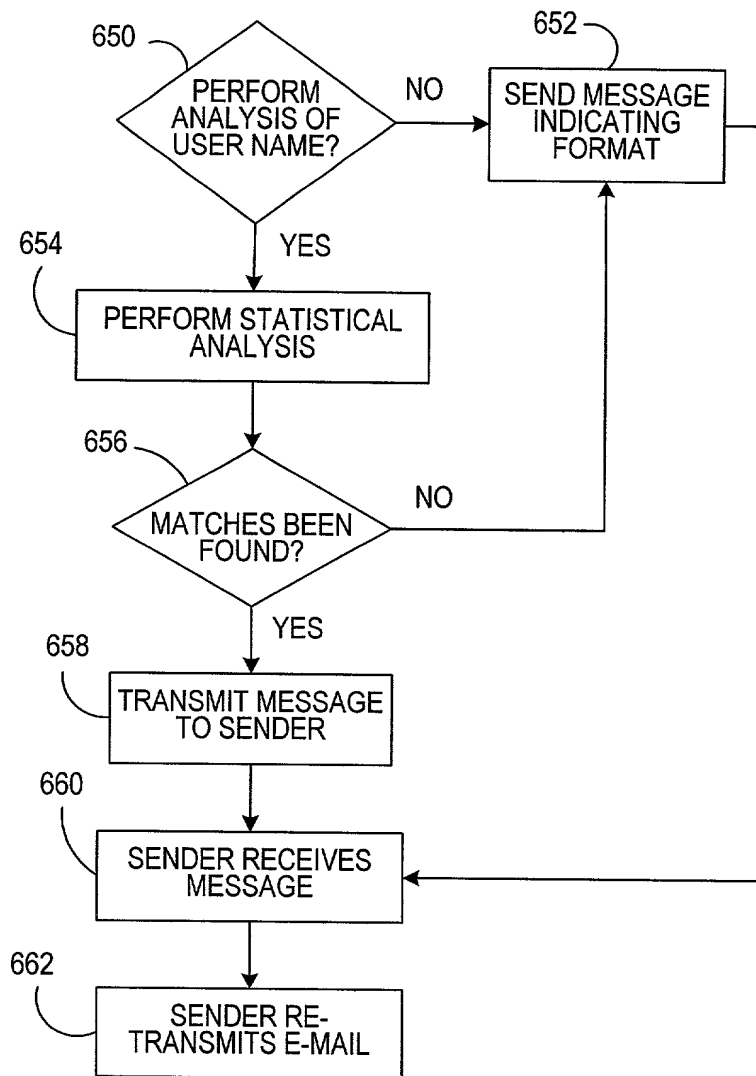 650
PERFORM
ANALYSIS OF
USER NAME?
NO
652
SEND MESSAGE
INDICATING
FORMAT
YES
654
PERFORM STATISTICAL
ANALYSIS
656
MATCHES BEEN
FOUND?
NO
YES
658
TRANSMIT MESSAGE
TO SENDER
660
SENDER RECEIVES
MESSAGE
662
SENDER RE-
TRANSMITS E-MAIL